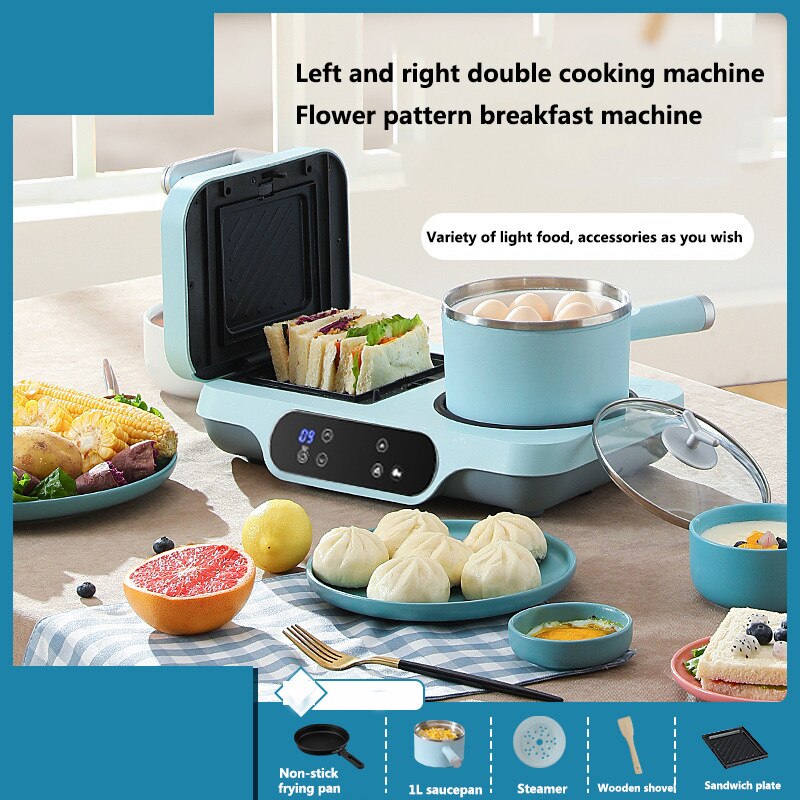 Left and right double cooking machine
Flower pattern breakfast machine
Variety of light food, accessories as you wish
09
Non-stick
frying pan
1L saucepan
Steamer
Wooden shovel
Sandwich plate